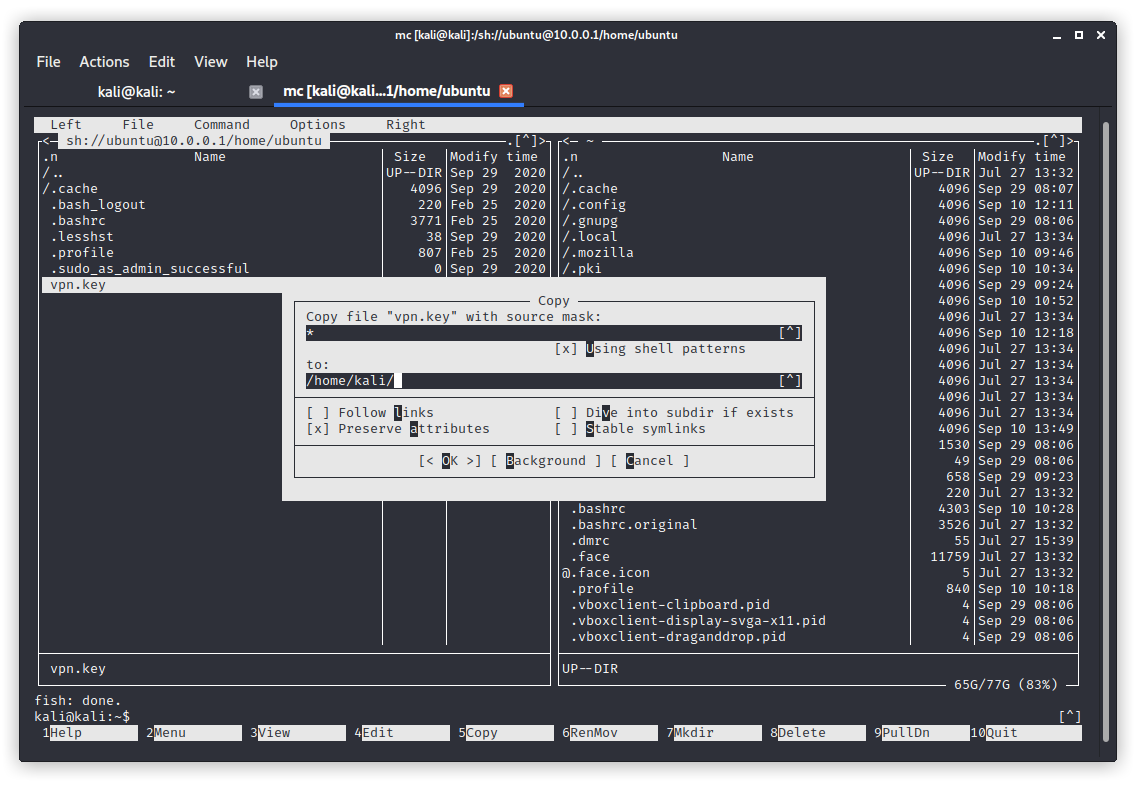 mc [kali@kali]:/sh://ubuntu@10.0.0.1/home/ubuntu
File Actions Edit View Help
kali@kali: ~ mc [kali@kali...1/home/ubuntu
Left File Command Options Right
<─ sh://ubuntu@10.0.0.1/home/ubuntu .[^]> <─ ~ .[^]>
.n Name Size Modify time .n Name Size Modify time
/.. UP--DIR Sep 29 2020 /.. UP--DIR Jul 27 13:32
/.cache 4096 Sep 29 2020 /.cache 4096 Sep 29 08:07
.bash_logout 220 Feb 25 2020 /.config 4096 Sep 10 12:11
.bashrc 3771 Feb 25 2020 /.gnupg 4096 Sep 29 08:06
.lesshst 38 Sep 29 2020 /.local 4096 Jul 27 13:34
.profile 807 Feb 25 2020 /.mozilla 4096 Sep 10 09:46
.sudo_as_admin_successful 0 Sep 29 2020 /.pki 4096 Sep 10 10:34
vpn.key 4096 Sep 29 09:24
Copy 4096 Sep 10 10:52
Copy file "vpn.key" with source mask: 4096 Jul 27 13:34
* [^] 4096 Sep 10 12:18
[x] Using shell patterns 4096 Jul 27 13:34
to: 4096 Jul 27 13:34
/home/kali/ [^] 4096 Jul 27 13:34
4096 Jul 27 13:34
[ ] Follow links [ ] Dive into subdir if exists 4096 Jul 27 13:34
[x] Preserve attributes [ ] Stable symlinks 4096 Sep 10 13:49
1530 Sep 29 08:06
[< OK >] [ Background ] [ Cancel ] 49 Sep 29 08:06
658 Sep 29 09:23
220 Jul 27 13:32
.bashrc 4303 Sep 10 10:28
.bashrc.original 3526 Jul 27 13:32
.dmrc 55 Jul 27 15:39
.face 11759 Jul 27 13:32
@.face.icon 5 Jul 27 13:32
.profile 840 Sep 10 10:18
.vboxclient-clipboard.pid 4 Sep 29 08:06
.vboxclient-display-svga-x11.pid 4 Sep 29 08:06
.vboxclient-draganddrop.pid 4 Sep 29 08:06
vpn.key UP--DIR
65G/77G (83%)
fish: done.
kali@kali:~$ [^]
1Help 2Menu 3View 4Edit 5Copy 6RenMov 7Mkdir 8Delete 9PullDn 10Quit